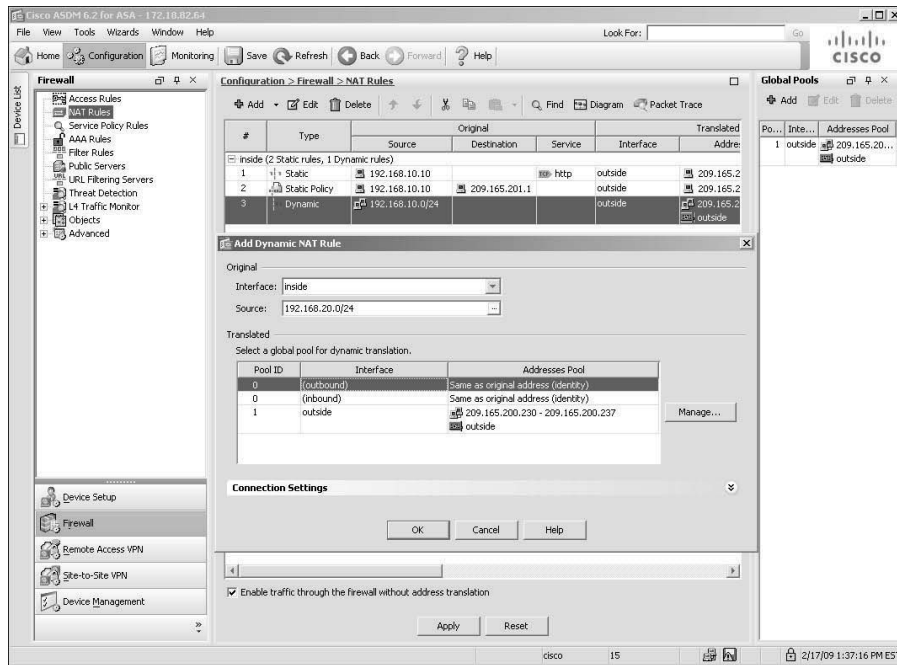 Cisco ASDM 6.2 for ASA - 172.18.82.64
File View Tools Wizards Window Help Look For: Go
Home Configuration Monitoring Save Refresh Back Forward Help
CISCO
Device List
Firewall
Access Rules
NAT Rules
Service Policy Rules
AAA Rules
Filter Rules
Public Servers
URL Filtering Servers
Threat Detection
L4 Traffic Monitor
Objects
Advanced
Device Setup
Firewall
Remote Access VPN
Site-to-Site VPN
Device Management
Configuration > Firewall > NAT Rules
Add Edit Delete Find Diagram Packet Trace
# Type Original Translated
Source Destination Service Interface Addres
inside (2 Static rules, 1 Dynamic rules)
1 Static 192.168.10.10 http outside 209.165.2
2 Static Policy 192.168.10.10 209.165.201.1 outside 209.165.2
3 Dynamic 192.168.10.0/24 outside 209.165.2
outside
Global Pools
Add Edit Delete
Po... Inte... Addresses Pool
1 outside 209.165.20...
outside
Add Dynamic NAT Rule
Original
Interface: inside
Source: 192.168.20.0/24 ...
Translated
Select a global pool for dynamic translation.
Pool ID Interface Addresses Pool
0 (outbound) Same as original address (identity)
0 (inbound) Same as original address (identity)
1 outside 209.165.200.230 - 209.165.200.237
outside
Manage...
Connection Settings
OK Cancel Help
Enable traffic through the firewall without address translation
Apply Reset
cisco 15 2/17/09 1:37:16 PM EST